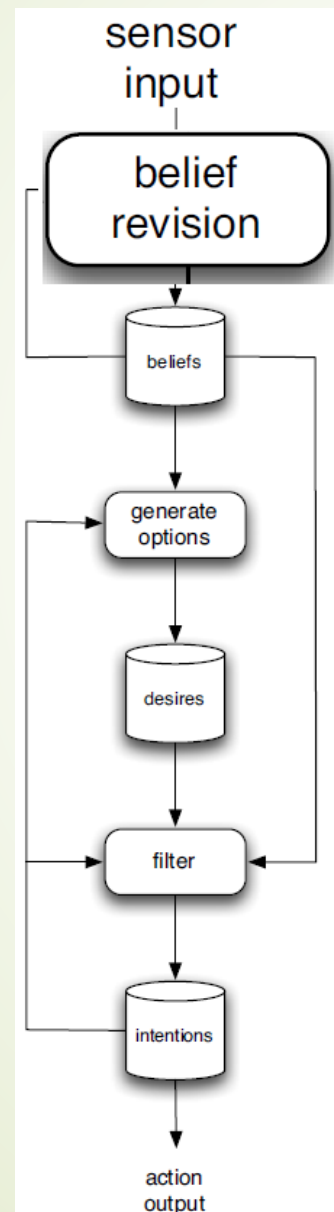 sensor
input
belief
revision
beliefs
generate
options
desires
filter
intentions
action
output